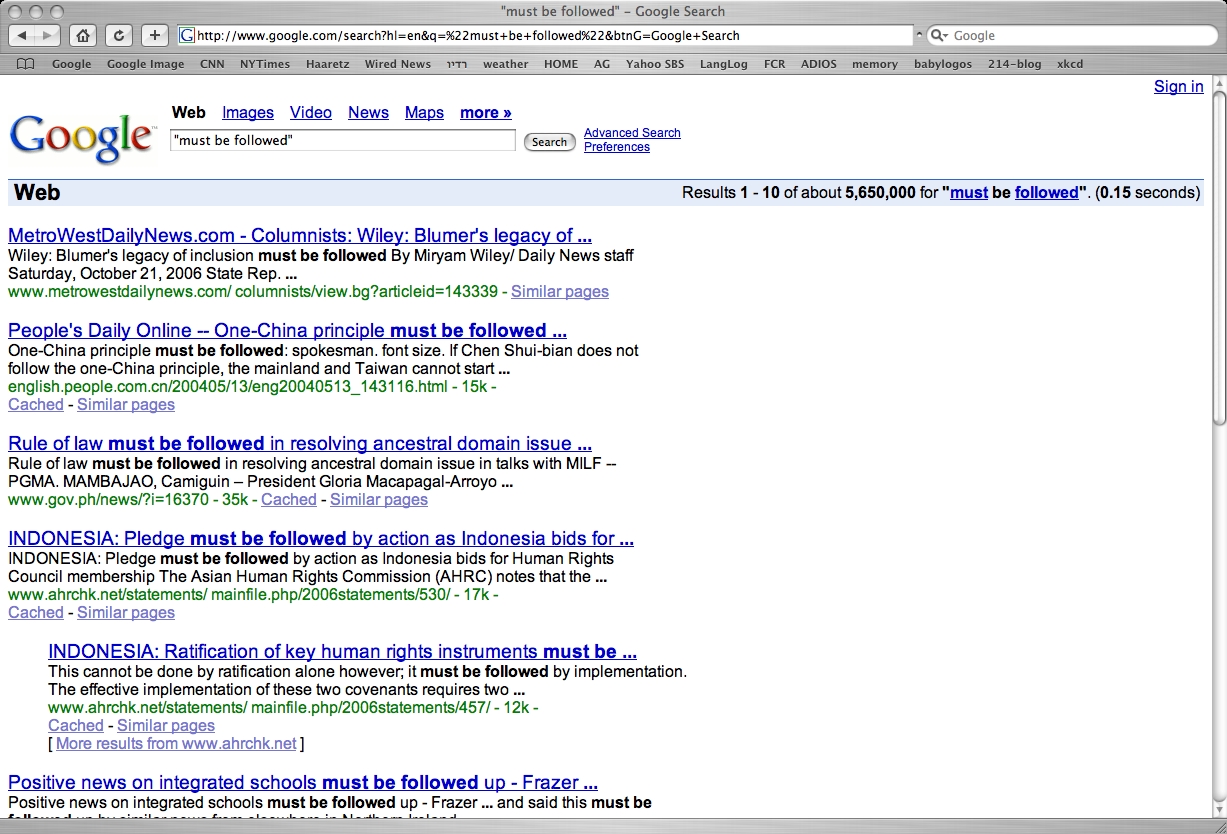 "must be followed" – Google Search
http://www.google.com/search?hl=en&q=%22must+be+followed%22&btnG=Google+Search
Google
Google Google Image CNN NYTimes Haaretz Wired News רדיו weather HOME AG Yahoo SBS LangLog FCR ADIOS memory babylogos 214-blog xkcd
Sign in
Web Images Video News Maps more »
Google™
"must be followed" Search
Advanced Search
Preferences
Web Results 1 - 10 of about 5,650,000 for "must be followed". (0.15 seconds)
MetroWestDailyNews.com - Columnists: Wiley: Blumer's legacy of ...
Wiley: Blumer's legacy of inclusion must be followed By Miryam Wiley/ Daily News staff
Saturday, October 21, 2006 State Rep. ...
www.metrowestdailynews.com/ columnists/view.bg?articleid=143339 - Similar pages
People's Daily Online -- One-China principle must be followed ...
One-China principle must be followed: spokesman. font size. If Chen Shui-bian does not
follow the one-China principle, the mainland and Taiwan cannot start ...
english.people.com.cn/200405/13/eng20040513_143116.html - 15k -
Cached - Similar pages
Rule of law must be followed in resolving ancestral domain issue ...
Rule of law must be followed in resolving ancestral domain issue in talks with MILF --
PGMA. MAMBAJAO, Camiguin – President Gloria Macapagal-Arroyo ...
www.gov.ph/news/?i=16370 - 35k - Cached - Similar pages
INDONESIA: Pledge must be followed by action as Indonesia bids for ...
INDONESIA: Pledge must be followed by action as Indonesia bids for Human Rights
Council membership The Asian Human Rights Commission (AHRC) notes that the ...
www.ahrchk.net/statements/ mainfile.php/2006statements/530/ - 17k -
Cached - Similar pages
INDONESIA: Ratification of key human rights instruments must be ...
This cannot be done by ratification alone however; it must be followed by implementation.
The effective implementation of these two covenants requires two ...
www.ahrchk.net/statements/ mainfile.php/2006statements/457/ - 12k -
Cached - Similar pages
[ More results from www.ahrchk.net ]
Positive news on integrated schools must be followed up - Frazer ...
Positive news on integrated schools must be followed up - Frazer ... and said this must be
followed up by similar news from elsewhere in Northern Ireland